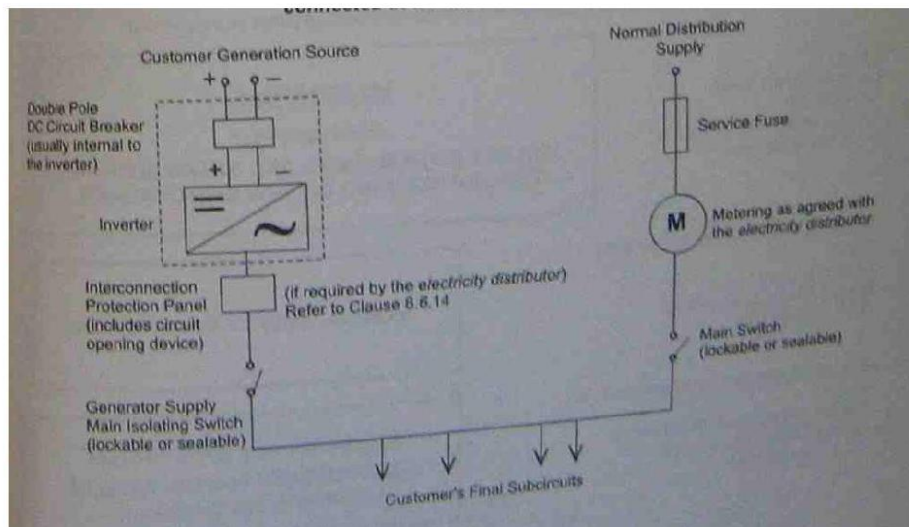 Customer Generation Source
+ −
Double Pole
DC Circuit Breaker
(usually internal to
the inverter)
+ −
Inverter
Interconnection
Protection Panel
(includes circuit
opening device)
(if required by the electricity distributor)
Refer to Clause 6.6.14
Generator Supply
Main Isolating Switch
(lockable or sealable)
Normal Distribution
Supply
Service Fuse
M
Metering as agreed with
the electricity distributor
Main Switch
(lockable or sealable)
Customer's Final Subcircuits